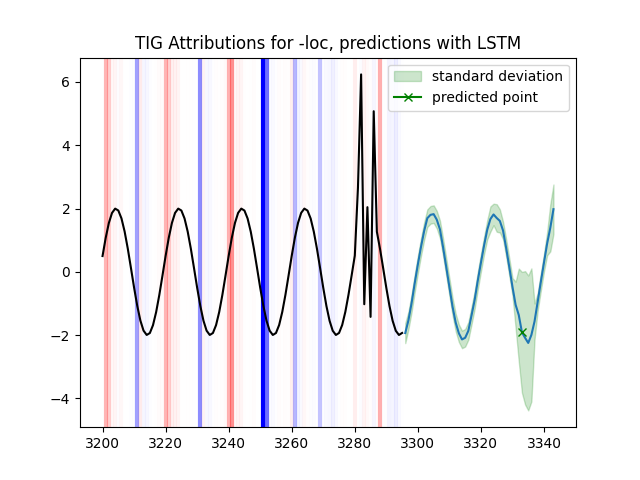 TIG Attributions for -loc, predictions with LSTM
standard deviation
predicted point
6
4
2
0
−2
−4
3200 3220 3240 3260 3280 3300 3320 3340